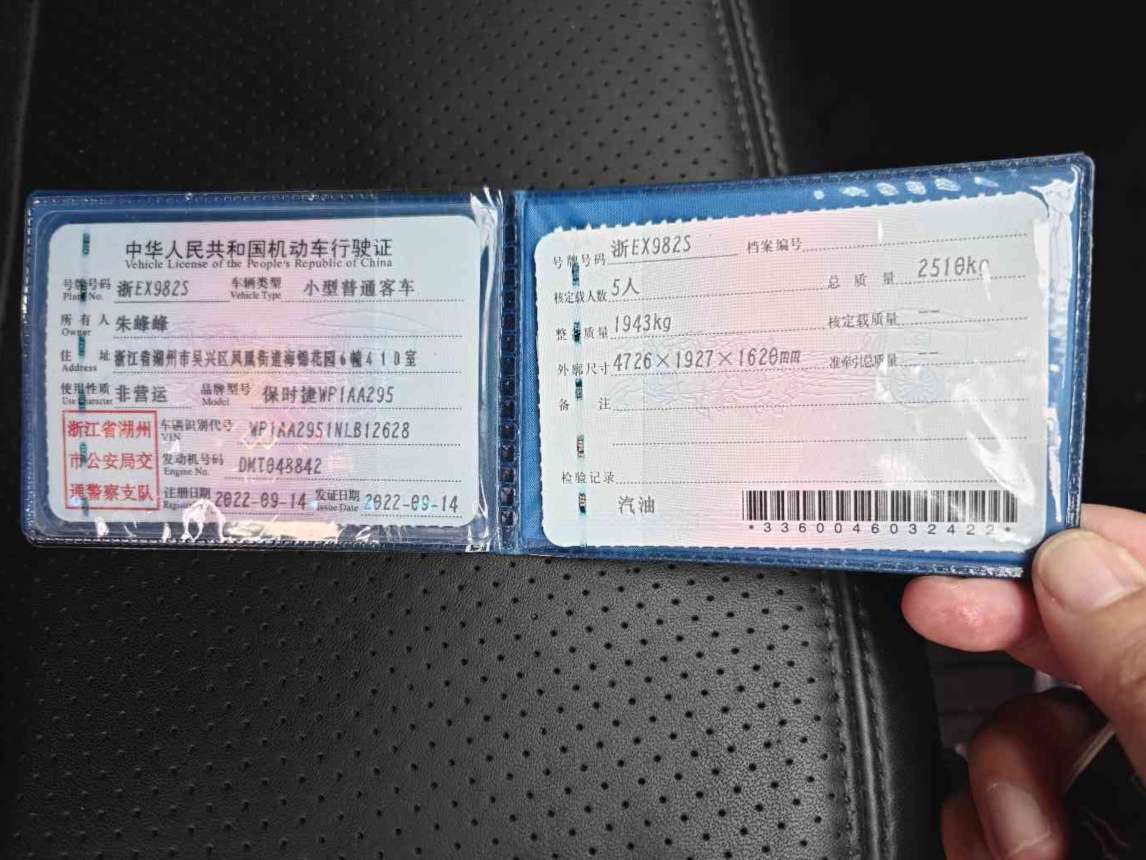 中华人民共和国机动车行驶证
Vehicle License of the People's Republic of China
号牌号码 浙EX982S 车辆类型 小型普通客车
Plate No. Vehicle Type
所有人 朱峰峰
Owner
住址 浙江省湖州市吴兴区凤凰街道海锦花园6幢410室
Address
使用性质 非营运 品牌型号 保时捷WP1AA295
Use Character Model
浙江省湖州
市公安局交
通警察支队
车辆识别代号 WP1AA2951NLB12628
VIN
发动机号码 DMT048842
Engine No.
注册日期 2022-09-14 发证日期 2022-09-14
Issue Date
号牌号码 浙EX982S 档案编号
核定载人数 5人 总质量 2510kg
整备质量 1943kg 核定载质量 --
外廓尺寸 4726×1927×1620mm 准牵引总质量 --
备注
检验记录
汽油
*3360046032422*